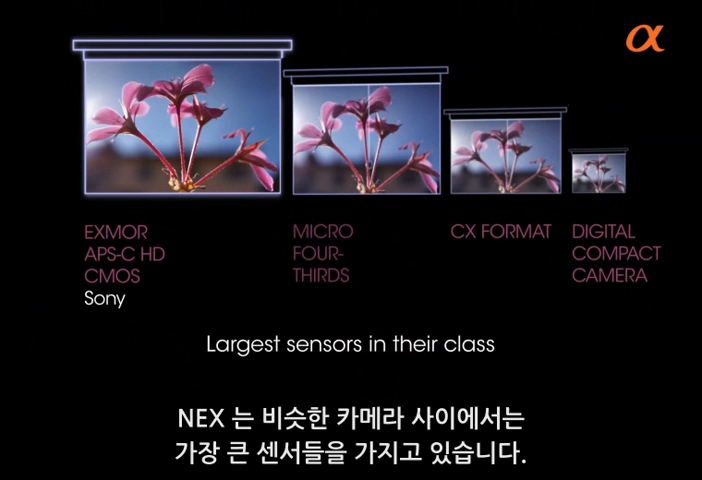 α
EXMOR
APS-C HD
CMOS
Sony
MICRO
FOUR-
THIRDS
CX FORMAT
DIGITAL
COMPACT
CAMERA
Largest sensors in their class
NEX 는 비슷한 카메라 사이에서는
가장 큰 센서들을 가지고 있습니다.